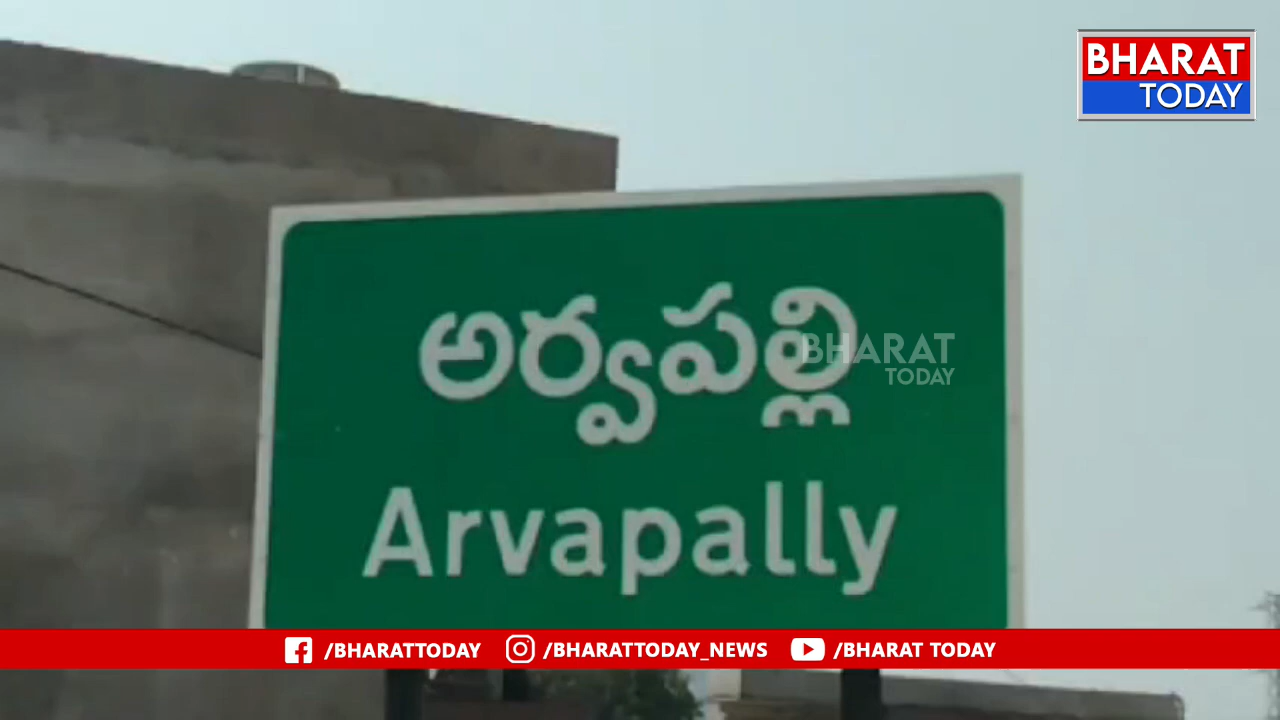 BHARAT
TODAY
అర్వపల్లి
BHARAT
TODAY
Arvapally
/BHARATTODAY
/BHARATTODAY_NEWS
/BHARAT TODAY